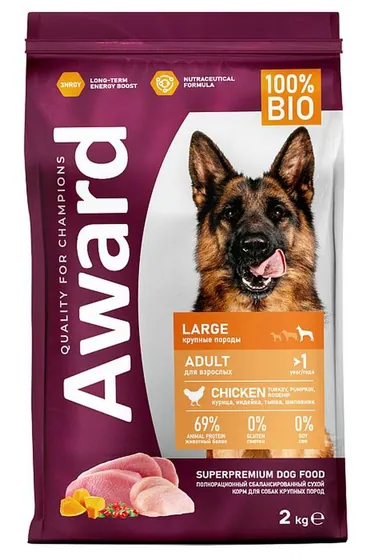 3HRDY
LONG-TERM
ENERGY BOOST
NUTRACEUTICAL
FORMULA
100%
BIO
Award
QUALITY FOR CHAMPIONS
LARGE
крупные породы
ADULT
для взрослых
>1
year/года
CHICKEN
TURKEY, PUMPKIN,
ROSEHIP
курица, индейка, тыква, шиповник
69%
ANIMAL PROTEIN
животный белок
0%
GLUTEN
глютен
0%
SOY
сои
SUPERPREMIUM DOG FOOD
ПОЛНОРАЦИОННЫЙ СБАЛАНСИРОВАННЫЙ СУХОЙ
КОРМ ДЛЯ СОБАК КРУПНЫХ ПОРОД
2 kg ℮